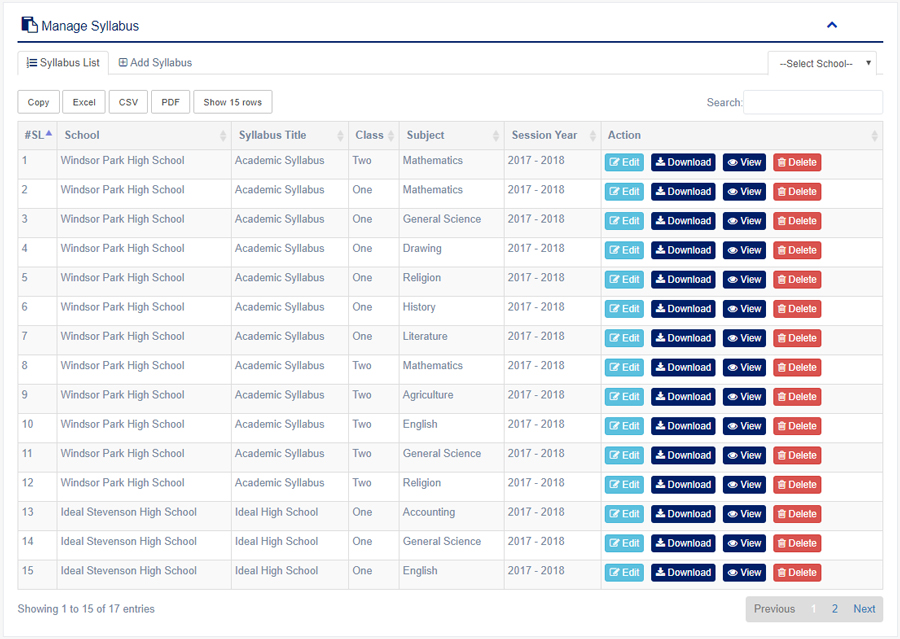 Manage Syllabus
Syllabus List Add Syllabus --Select School--
Copy Excel CSV PDF Show 15 rows Search:
#SL School Syllabus Title Class Subject Session Year Action
1 Windsor Park High School Academic Syllabus Two Mathematics 2017 - 2018 Edit Download View Delete
2 Windsor Park High School Academic Syllabus One Mathematics 2017 - 2018 Edit Download View Delete
3 Windsor Park High School Academic Syllabus One General Science 2017 - 2018 Edit Download View Delete
4 Windsor Park High School Academic Syllabus One Drawing 2017 - 2018 Edit Download View Delete
5 Windsor Park High School Academic Syllabus One Religion 2017 - 2018 Edit Download View Delete
6 Windsor Park High School Academic Syllabus One History 2017 - 2018 Edit Download View Delete
7 Windsor Park High School Academic Syllabus One Literature 2017 - 2018 Edit Download View Delete
8 Windsor Park High School Academic Syllabus Two Mathematics 2017 - 2018 Edit Download View Delete
9 Windsor Park High School Academic Syllabus Two Agriculture 2017 - 2018 Edit Download View Delete
10 Windsor Park High School Academic Syllabus Two English 2017 - 2018 Edit Download View Delete
11 Windsor Park High School Academic Syllabus Two General Science 2017 - 2018 Edit Download View Delete
12 Windsor Park High School Academic Syllabus Two Religion 2017 - 2018 Edit Download View Delete
13 Ideal Stevenson High School Ideal High School One Accounting 2017 - 2018 Edit Download View Delete
14 Ideal Stevenson High School Ideal High School One General Science 2017 - 2018 Edit Download View Delete
15 Ideal Stevenson High School Ideal High School One English 2017 - 2018 Edit Download View Delete
Showing 1 to 15 of 17 entries Previous 1 2 Next